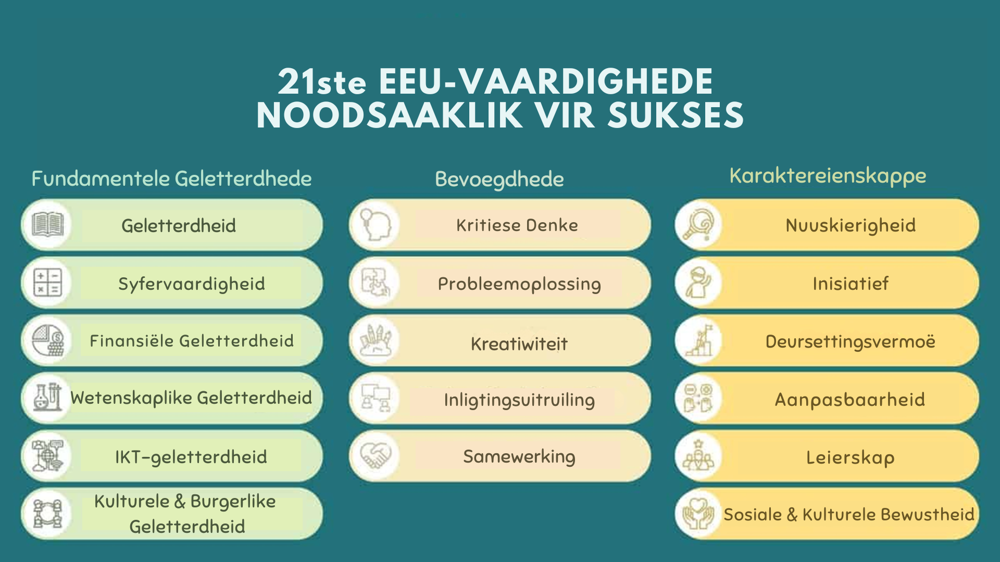 21ste EEU-VAARDIGHEDE
NOODSAAKLIK VIR SUKSES
Fundamentele Geletterdhede
Geletterdheid
Syfervaardigheid
Finansiële Geletterdheid
Wetenskaplike Geletterdheid
IKT-geletterdheid
Kulturele & Burgerlike
Geletterdheid
Bevoegdhede
Kritiese Denke
Probleemoplossing
Kreatiwiteit
Inligtingsuitruiling
Samewerking
Karaktereienskappe
Nuuskierigheid
Inisiatief
Deursettingsvermoë
Aanpasbaarheid
Leierskap
Sosiale & Kulturele Bewustheid